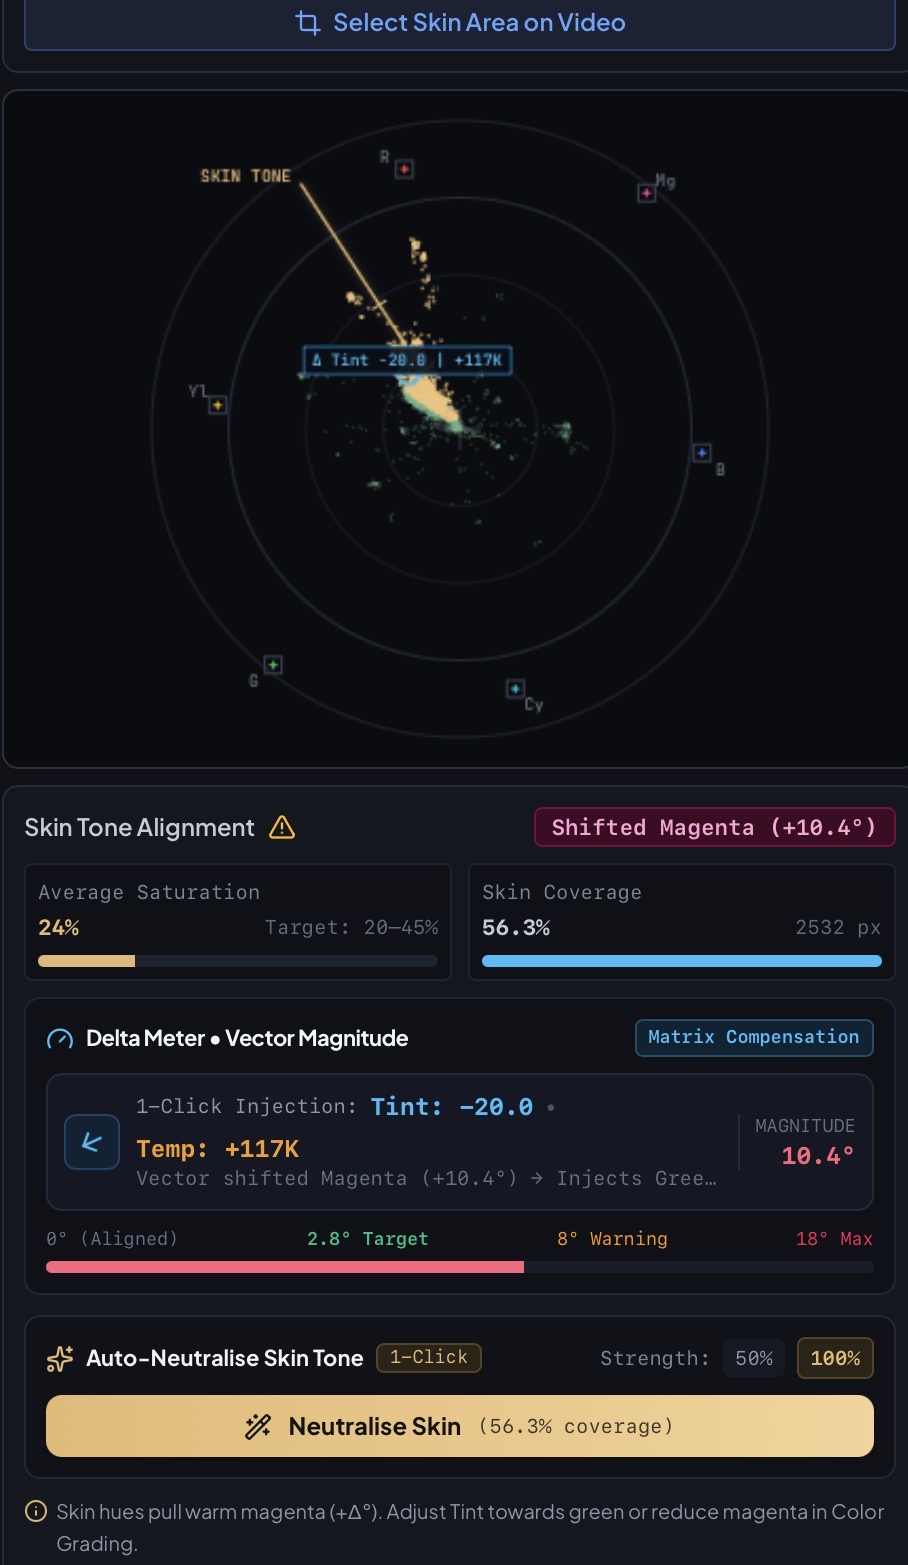 Select Skin Area on Video
R
SKIN TONE
Mg
Δ Tint -20.0 | +117K
Yl
B
G
Cy
Skin Tone Alignment
Shifted Magenta (+10.4°)
Average Saturation
24%
Target: 20–45%
Skin Coverage
56.3%
2532 px
Delta Meter • Vector Magnitude
Matrix Compensation
1–Click Injection: Tint: –20.0 •
Temp: +117K
Vector shifted Magenta (+10.4°) → Injects Gree…
MAGNITUDE
10.4°
0° (Aligned)
2.8° Target
8° Warning
18° Max
Auto–Neutralise Skin Tone
1–Click
Strength:
50%
100%
Neutralise Skin (56.3% coverage)
Skin hues pull warm magenta (+Δ°). Adjust Tint towards green or reduce magenta in Color
Grading.